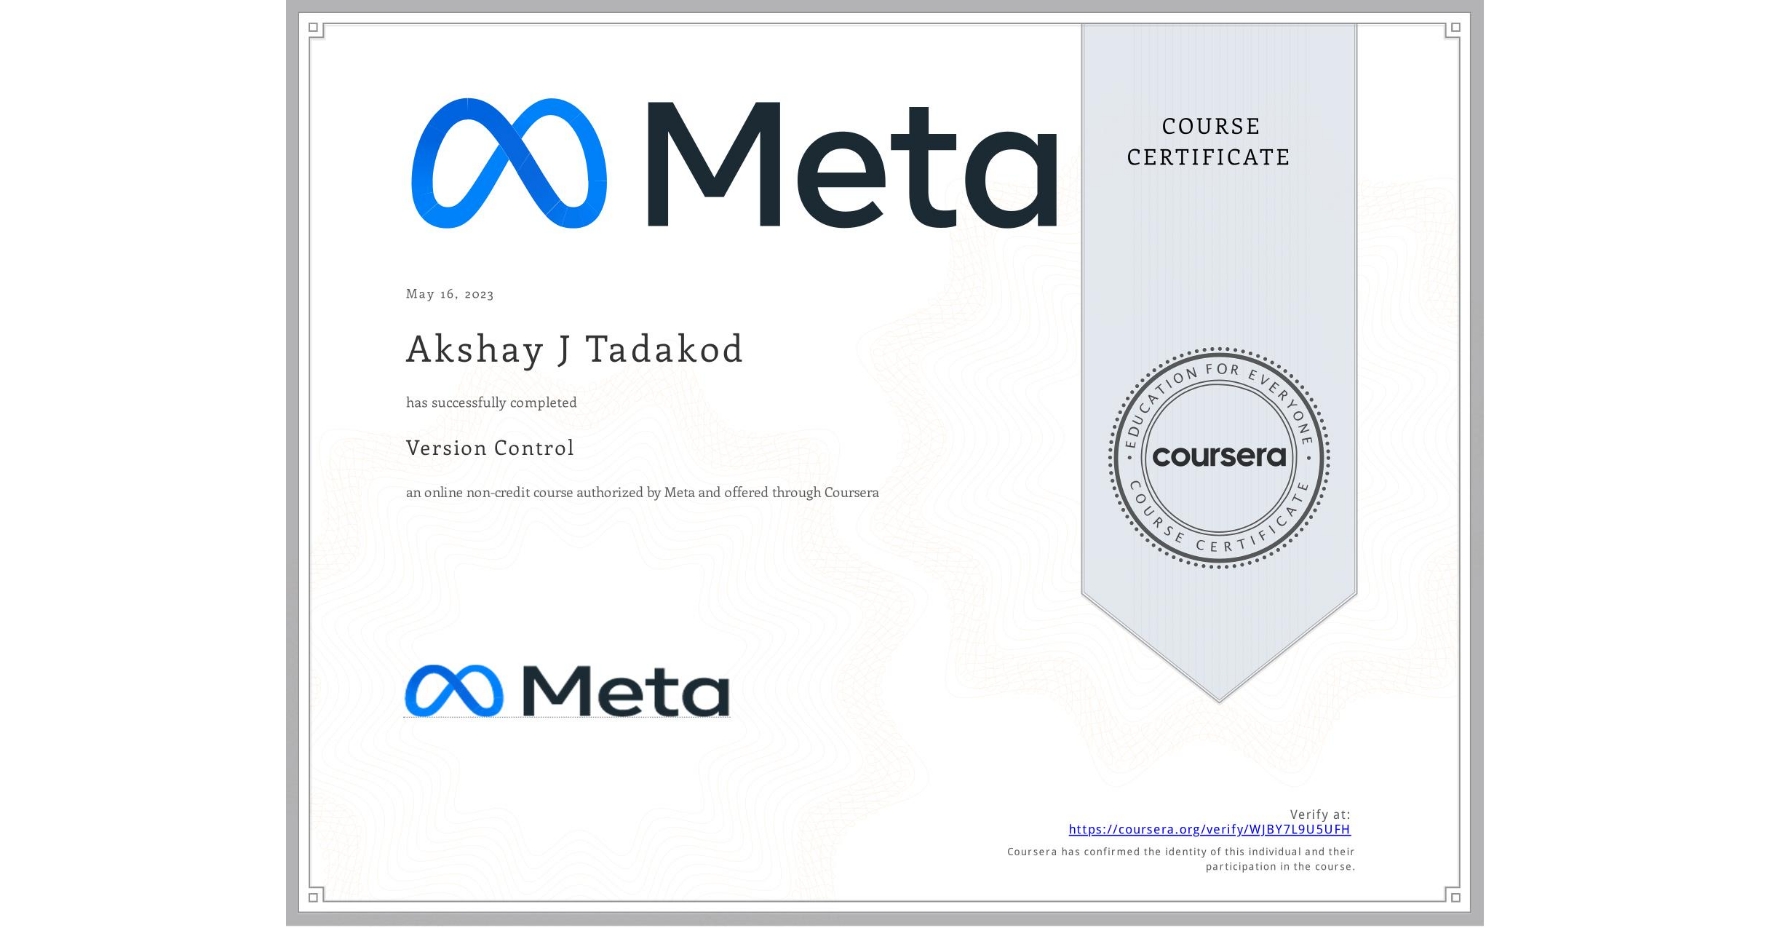 Meta
COURSE
CERTIFICATE
May 16, 2023
Akshay J Tadakod
has successfully completed
Version Control
an online non-credit course authorized by Meta and offered through Coursera
EDUCATION FOR EVERYONE
coursera
COURSE CERTIFICATE
Meta
Verify at:
https://coursera.org/verify/WJBY7L9U5UFH
Coursera has confirmed the identity of this individual and their
participation in the course.